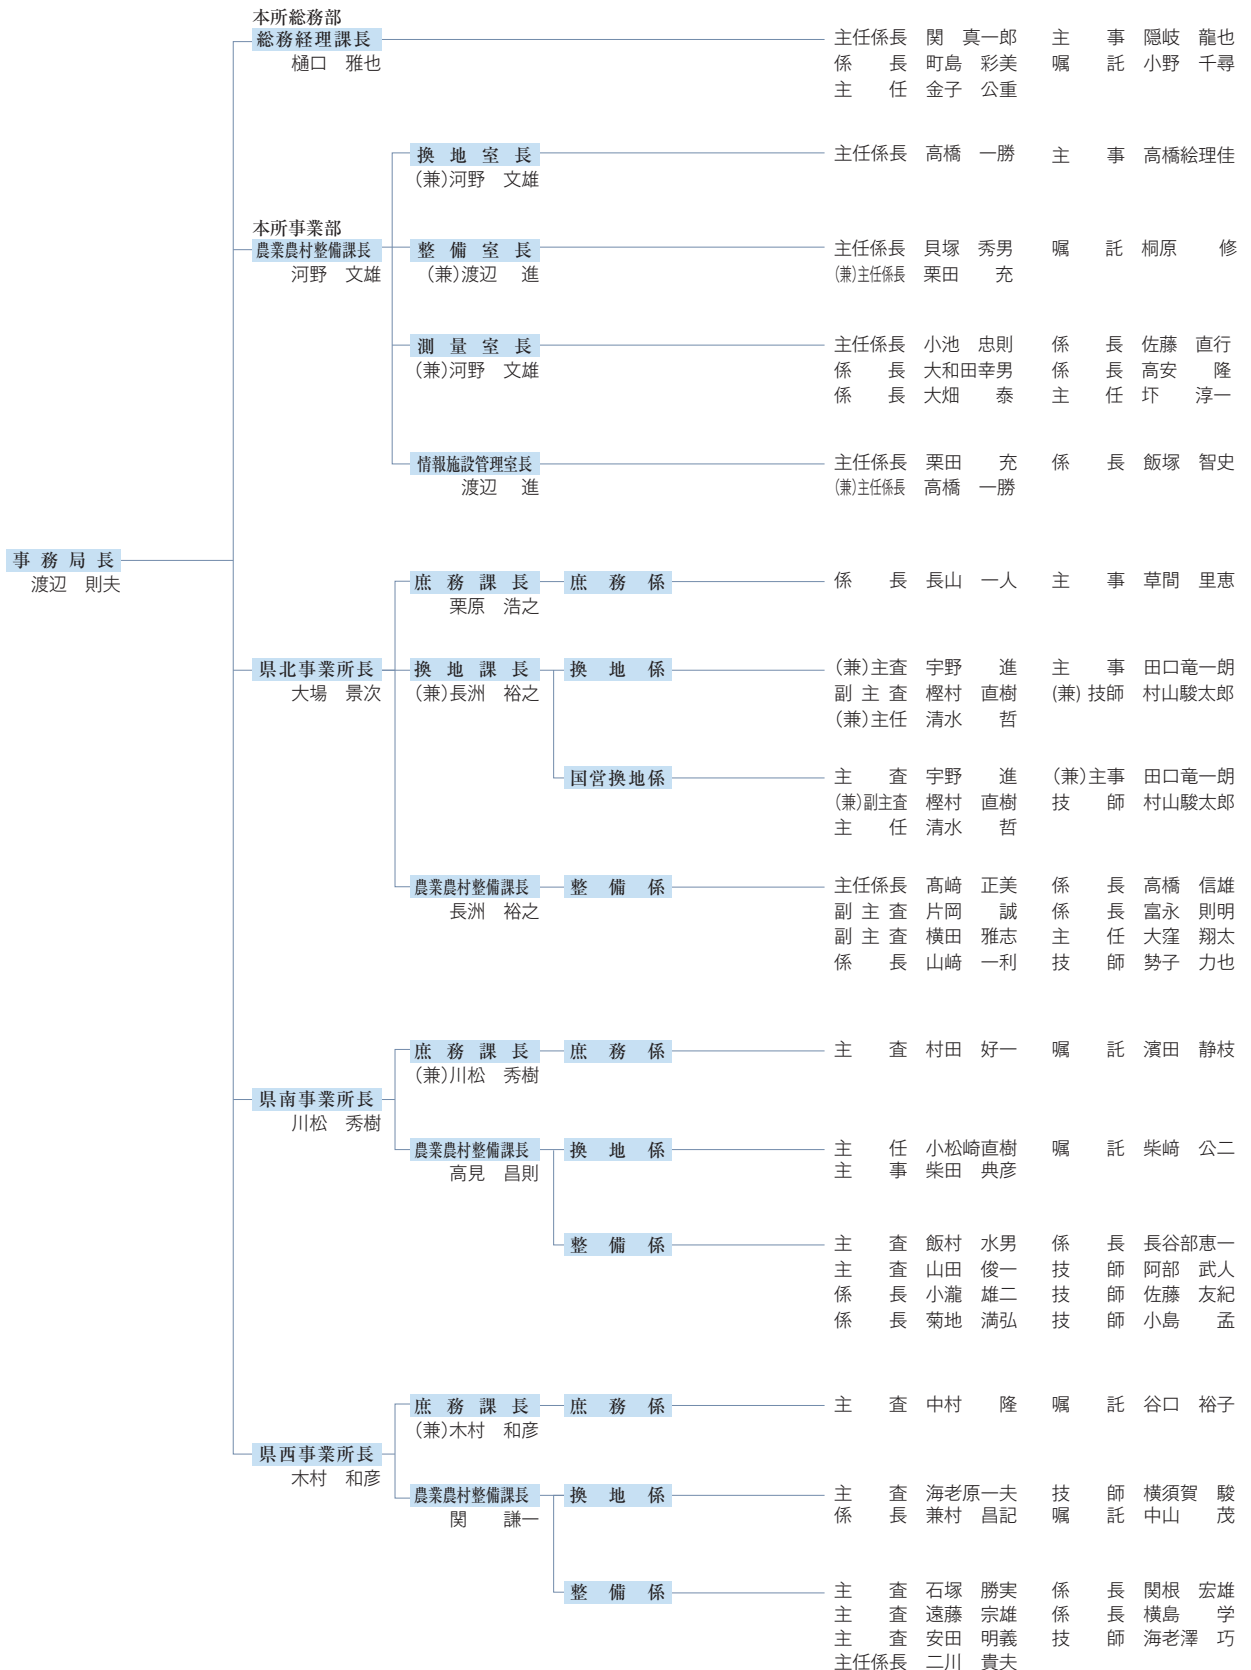 本所総務部
総務経理課長
樋口　雅也
主任係長　関　真一郎　主　事　隠岐　龍也
係　長　町島　彩美　嘱　託　小野　千尋
主　任　金子　公重
換地室長
(兼)河野　文雄
主任係長　高橋　一勝　主　事　高橋絵理佳
本所事業部
農業農村整備課長
河野　文雄
整備室長
(兼)渡辺　進
主任係長　貝塚　秀男　嘱　託　桐原　修
(兼)主任係長　栗田　充
測量室長
(兼)河野　文雄
主任係長　小池　忠則　係　長　佐藤　直行
係　長　大和田幸男　係　長　高安　隆
係　長　大畑　泰　主　任　圷　淳一
情報施設管理室長
渡辺　進
主任係長　栗田　充　係　長　飯塚　智史
(兼)主任係長　高橋　一勝
事務局長
渡辺　則夫
庶務課長　庶務係
栗原　浩之
係　長　長山　一人　主　事　草間　里恵
県北事業所長
大場　景次
換地課長　換地係
(兼)長洲　裕之
(兼)主査　宇野　進　主　事　田口竜一朗
副主査　樫村　直樹　(兼)技師　村山駿太郎
(兼)主任　清水　哲
国営換地係
主　査　宇野　進　(兼)主事　田口竜一朗
(兼)副主査　樫村　直樹　技　師　村山駿太郎
主　任　清水　哲
農業農村整備課長　整備係
長洲　裕之
主任係長　髙﨑　正美　係　長　高橋　信雄
副主査　片岡　誠　係　長　富永　則明
副主査　横田　雅志　主　任　大窪　翔太
係　長　山﨑　一利　技　師　勢子　力也
庶務課長　庶務係
(兼)川松　秀樹
主　査　村田　好一　嘱　託　濱田　静枝
県南事業所長
川松　秀樹
農業農村整備課長　換地係
高見　昌則
主　任　小松崎直樹　嘱　託　柴﨑　公二
主　事　柴田　典彦
整備係
主　査　飯村　水男　係　長　長谷部恵一
主　査　山田　俊一　技　師　阿部　武人
係　長　小瀧　雄二　技　師　佐藤　友紀
係　長　菊地　満弘　技　師　小島　孟
庶務課長　庶務係
(兼)木村　和彦
主　査　中村　隆　嘱　託　谷口　裕子
県西事業所長
木村　和彦
農業農村整備課長　換地係
関　謙一
主　査　海老原一夫　技　師　横須賀　駿
係　長　兼村　昌記　嘱　託　中山　茂
整備係
主　査　石塚　勝実　係　長　関根　宏雄
主　査　遠藤　宗雄　係　長　横島　学
主　査　安田　明義　技　師　海老澤　巧
主任係長　二川　貴夫